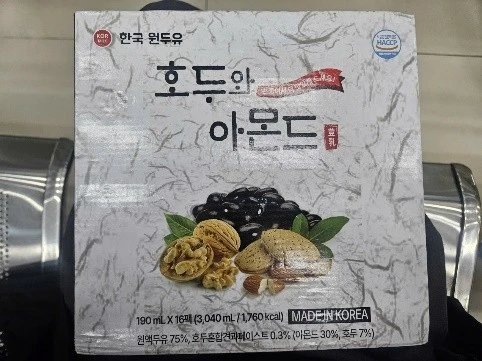 KOR
한국 원두유
HACCP
호두와
아몬드
190 mL X 16팩 (3,040 mL / 1,760 kcal) MADE IN KOREA
원액두유 75%, 호두혼합견과페이스트 0.3% (아몬드 30%, 호두 7%)